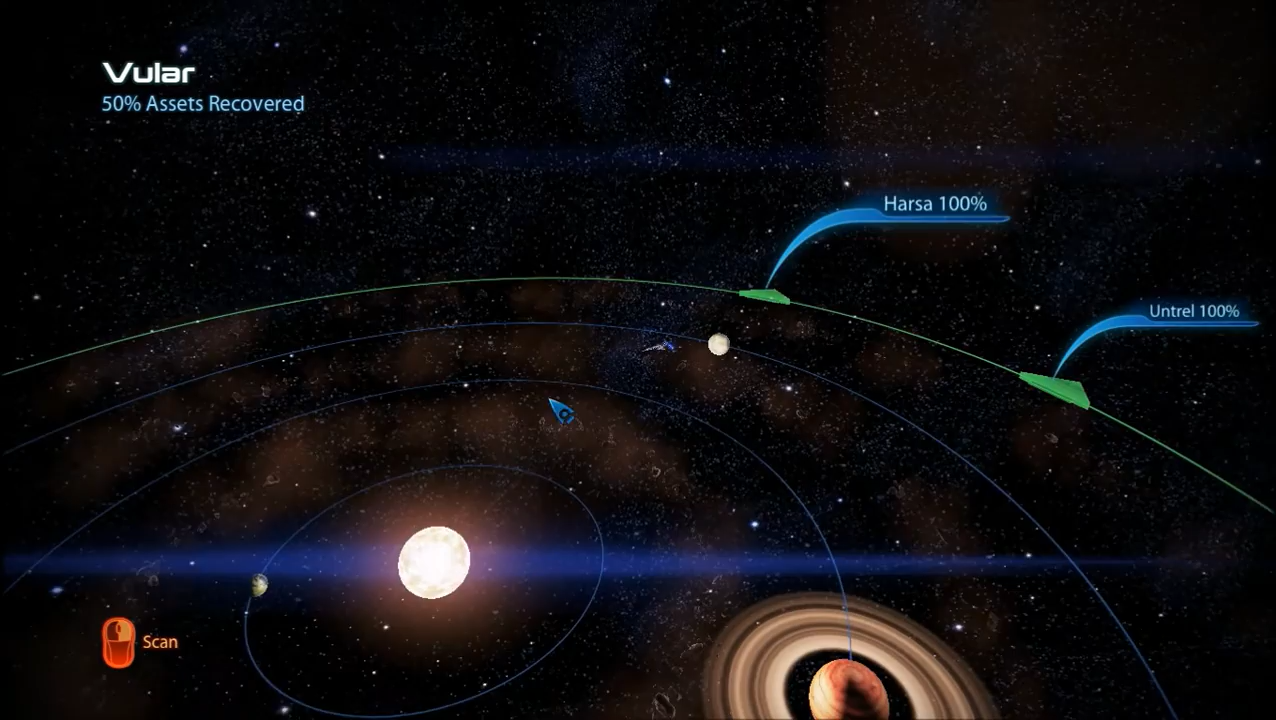 Vular
50% Assets Recovered
Harsa 100%
Untrel 100%
Scan